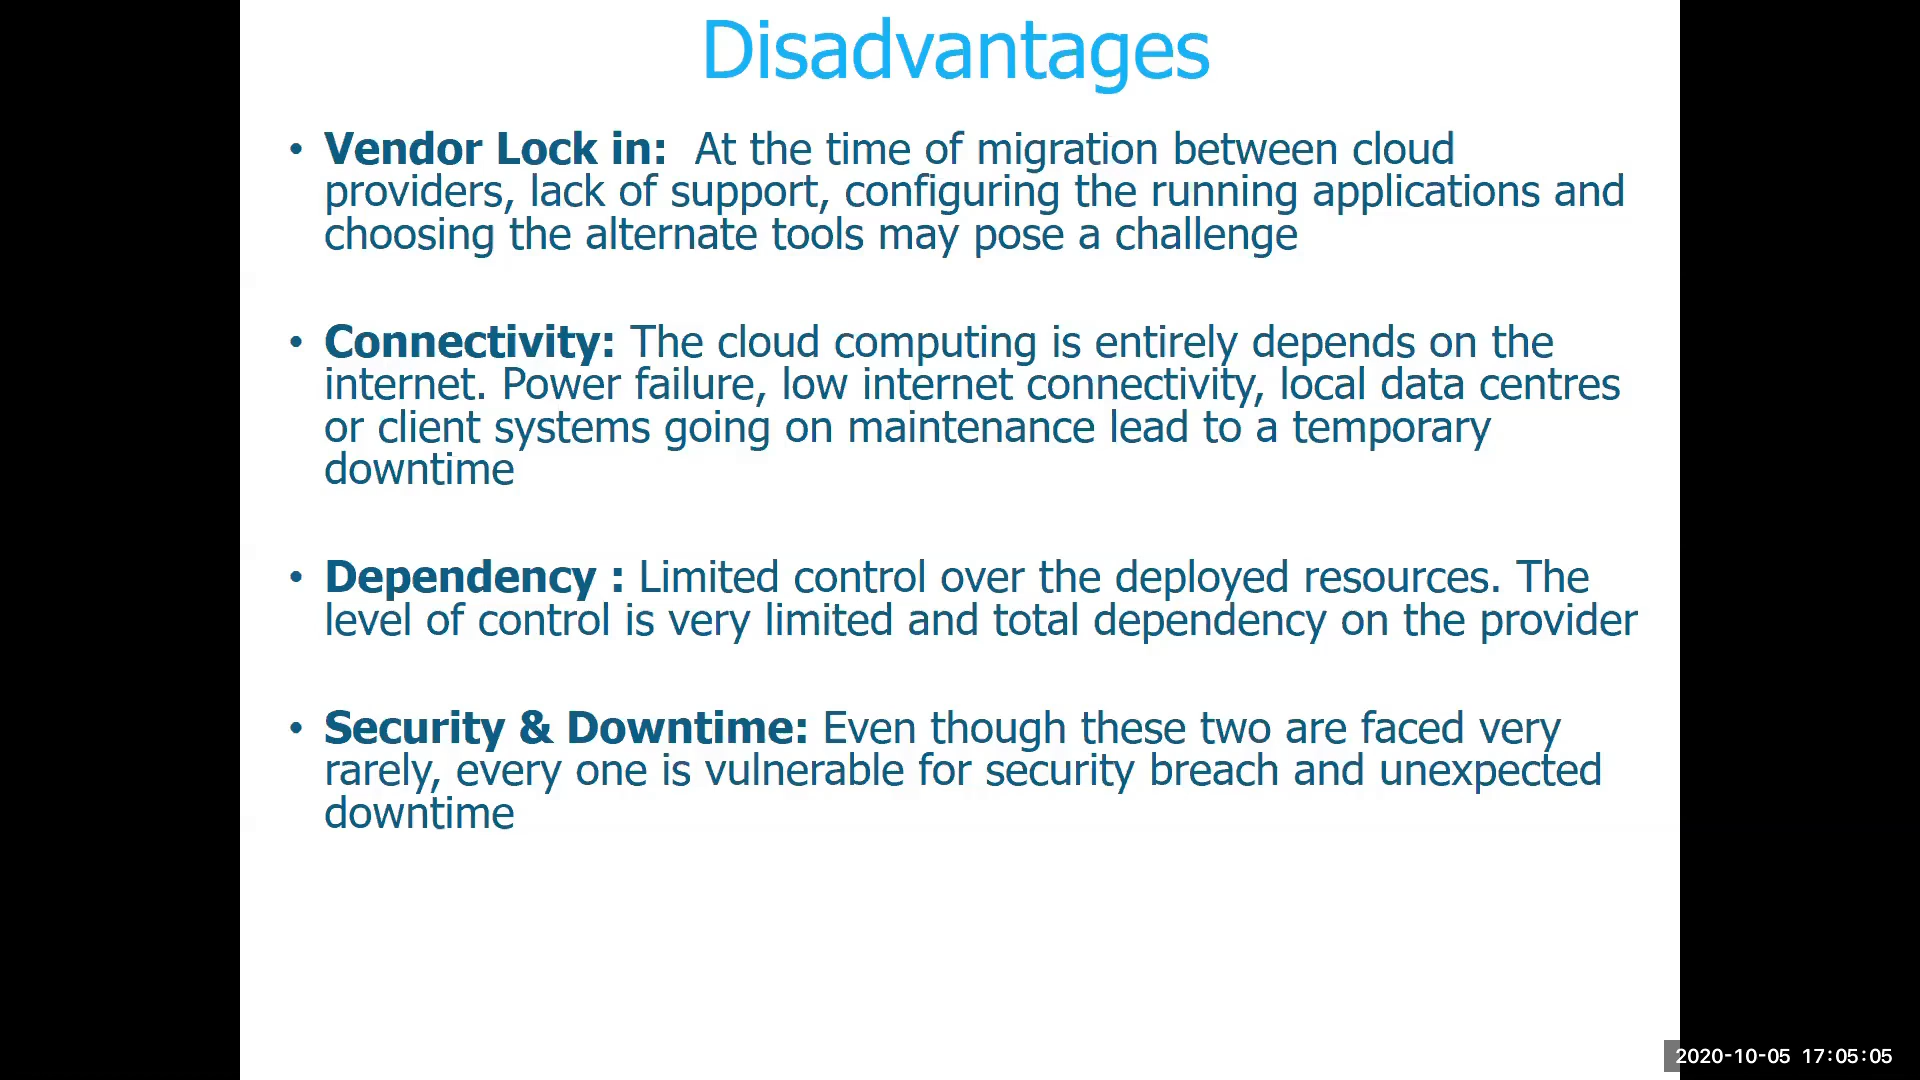 Disadvantages
• Vendor Lock in:  At the time of migration between cloud
providers, lack of support, configuring the running applications and
choosing the alternate tools may pose a challenge
• Connectivity: The cloud computing is entirely depends on the
internet. Power failure, low internet connectivity, local data centres
or client systems going on maintenance lead to a temporary
downtime
• Dependency : Limited control over the deployed resources. The
level of control is very limited and total dependency on the provider
• Security & Downtime: Even though these two are faced very
rarely, every one is vulnerable for security breach and unexpected
downtime
2020-10-05 17:05:05